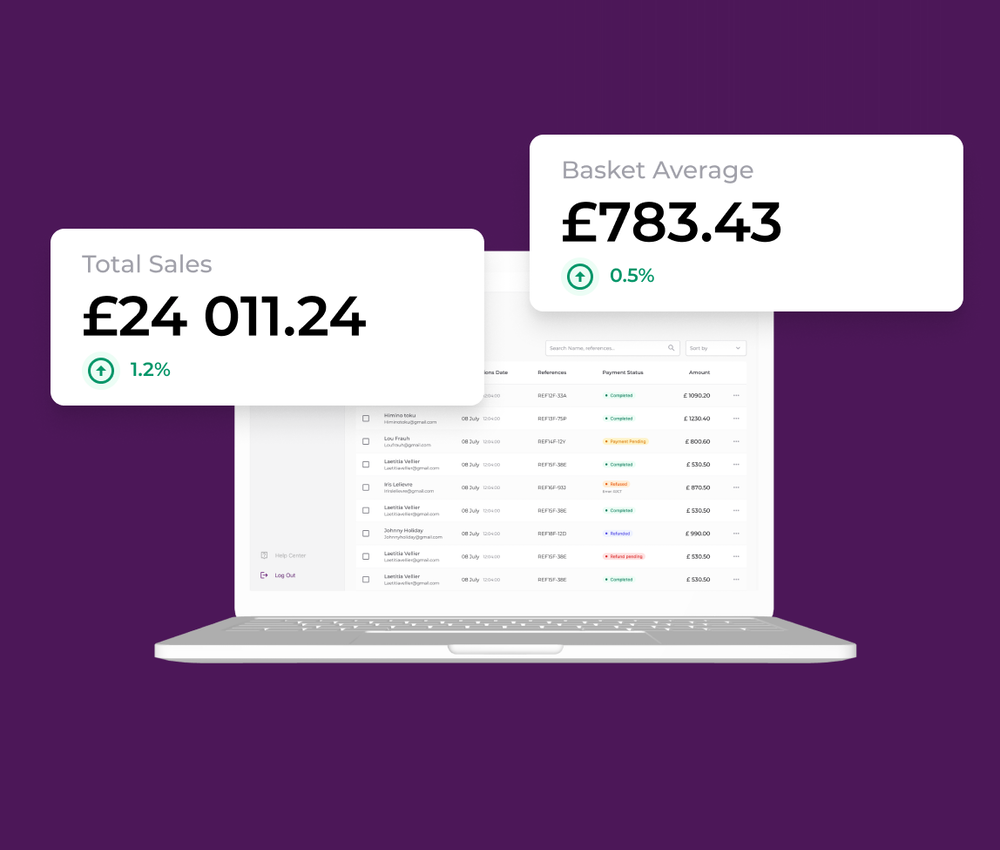 Basket Average
£783.43
0.5%
Total Sales
£24 011.24
1.2%
Search Name, references..
Sort by
ions Date References Payment Status Amount
12:04:00 REF12F-33A Completed £ 1090.20
Himino toku
Himinotoku@gmail.com
08 July 12:04:00 REF13F-75P Completed £ 1230.40
Lou Frauh
Loufrauh@gmail.com
08 July 12:04:00 REF14F-12Y Payment Pending £ 800.60
Laetitia Vellier
Laetitiavellier@gmail.com
08 July 12:04:00 REF15F-38E Completed £ 530.50
Iris Lelievre
Irislelievre@gmail.com
08 July 12:04:00 Refused £ 870.50
Laetitia Vellier
Laetitiavellier@gmail.com
08 July 12:04:00 REF15F-38E Completed £ 530.50
Johnny Holiday
Johnnyholiday@gmail.com
08 July 12:04:00 REF18F-12D Refunded £ 990.00
Laetitia Vellier
Laetitiavellier@gmail.com
08 July 12:04:00 REF15F-38E Refund pending £ 530.50
Laetitia Vellier
Laetitiavellier@gmail.com
08 July 12:04:00 REF15F-38E Completed £ 530.50
Help Center
Log Out